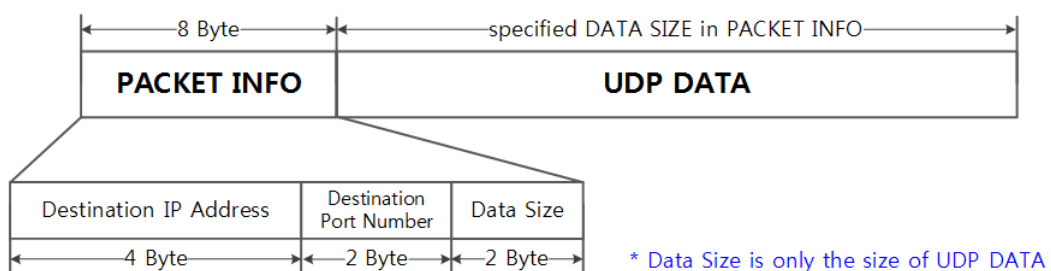 8 Byte
specified DATA SIZE in PACKET INFO
PACKET INFO
UDP DATA
Destination IP Address
Destination
Port Number
Data Size
4 Byte
2 Byte
2 Byte
* Data Size is only the size of UDP DATA